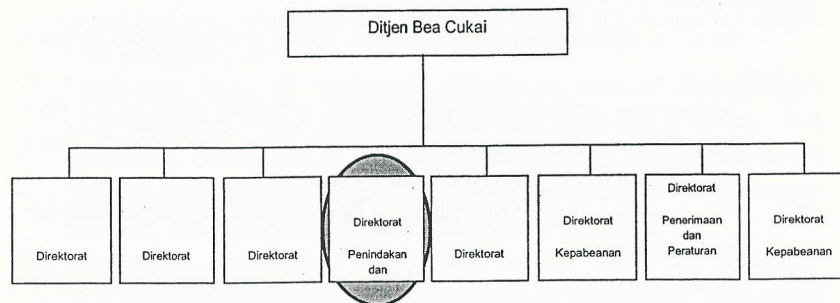 Ditjen Bea Cukai
Direktorat
Direktorat
Direktorat
Direktorat
Penindakan
dan
Direktorat
Direktorat
Kepabeanan
Direktorat
Penerimaan
dan
Peraturan
Direktorat
Kepabeanan